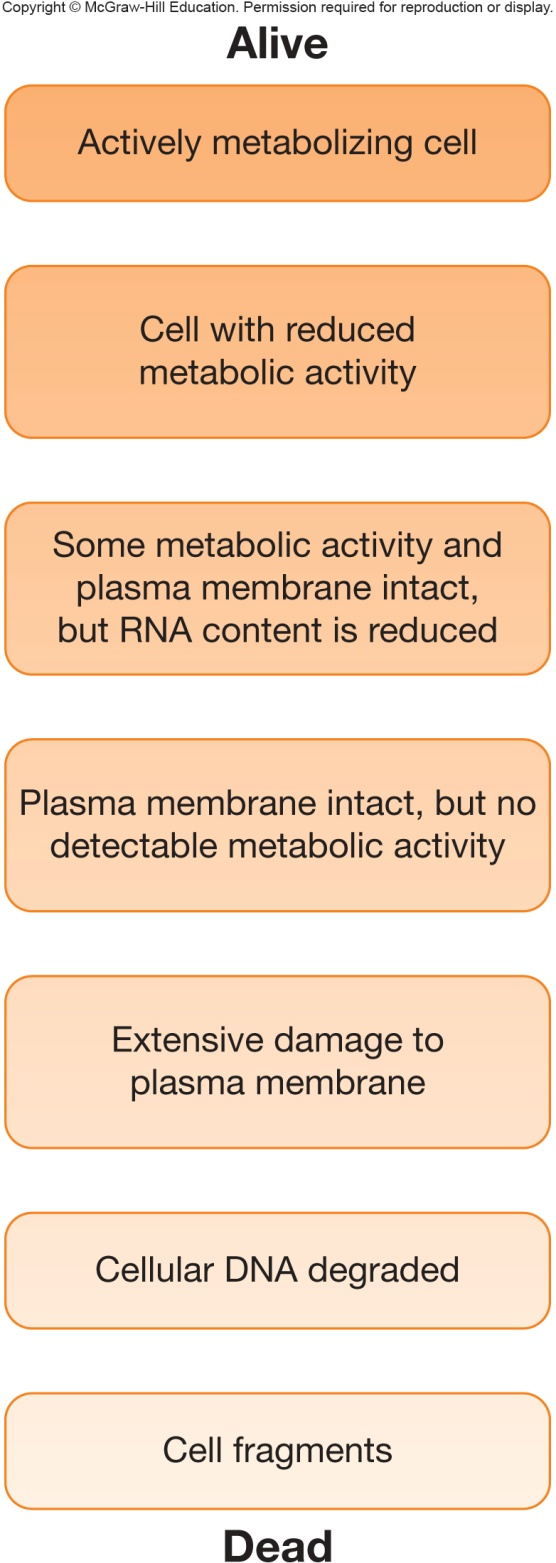 Copyright © McGraw-Hill Education. Permission required for reproduction or display.
Alive
Actively metabolizing cell
Cell with reduced
metabolic activity
Some metabolic activity and
plasma membrane intact,
but RNA content is reduced
Plasma membrane intact, but no
detectable metabolic activity
Extensive damage to
plasma membrane
Cellular DNA degraded
Cell fragments
Dead